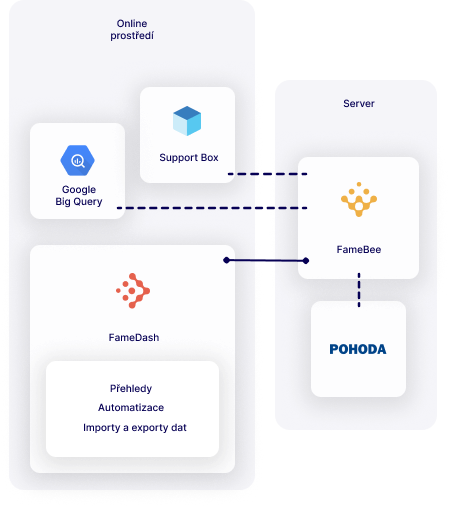 Online
prostředí
Support Box
Google
Big Query
FameDash
Přehledy
Automatizace
Importy a exporty dat
Server
FameBee
POHODA